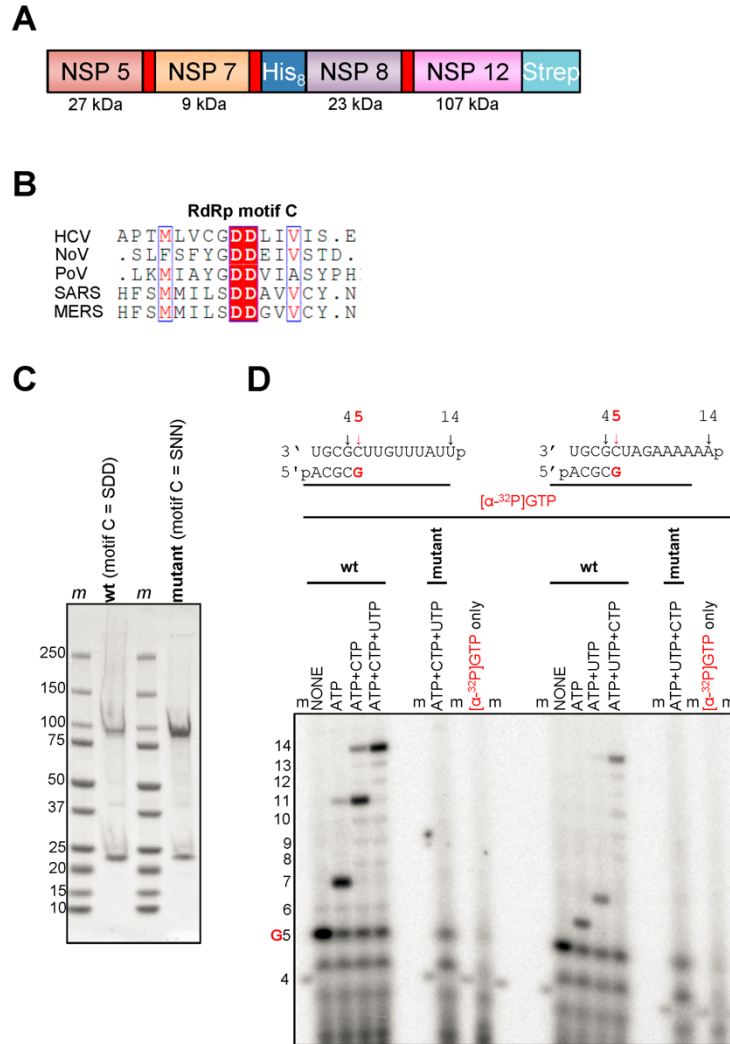 A
NSP 5 NSP 7 His8 NSP 8 NSP 12 Strep
27 kDa 9 kDa 23 kDa 107 kDa
B
RdRp motif C
HCV APTMLVCGDDLIVIS.E
NoV .SLFSFYGDDEIVSTD.
PoV .LKMIAYGDDVIASYPH
SARS HFSMMILSDDAVVCY.N
MERS HFSMMILSDDGVVCY.N
C
m
wt (motif C = SDD)
m
mutant (motif C = SNN)
250
150
100
75
50
37
25
20
15
10
D
45 14
3' UGCGCUUGUUUAUUp
5'pACGCG
45 14
3' UGCGCUAGAAAAAAp
5'pACGCG
[α-³²P]GTP
wt mutant wt mutant
m
NONE
ATP
ATP+CTP
ATP+CTP+UTP
m
ATP+CTP+UTP
m
[α-³²P]GTP only
m
NONE
ATP
ATP+UTP
ATP+UTP+CTP
m
ATP+UTP+CTP
m
[α-³²P]GTP only
m
14
13
12
11
10
9
8
7
6
G5
4